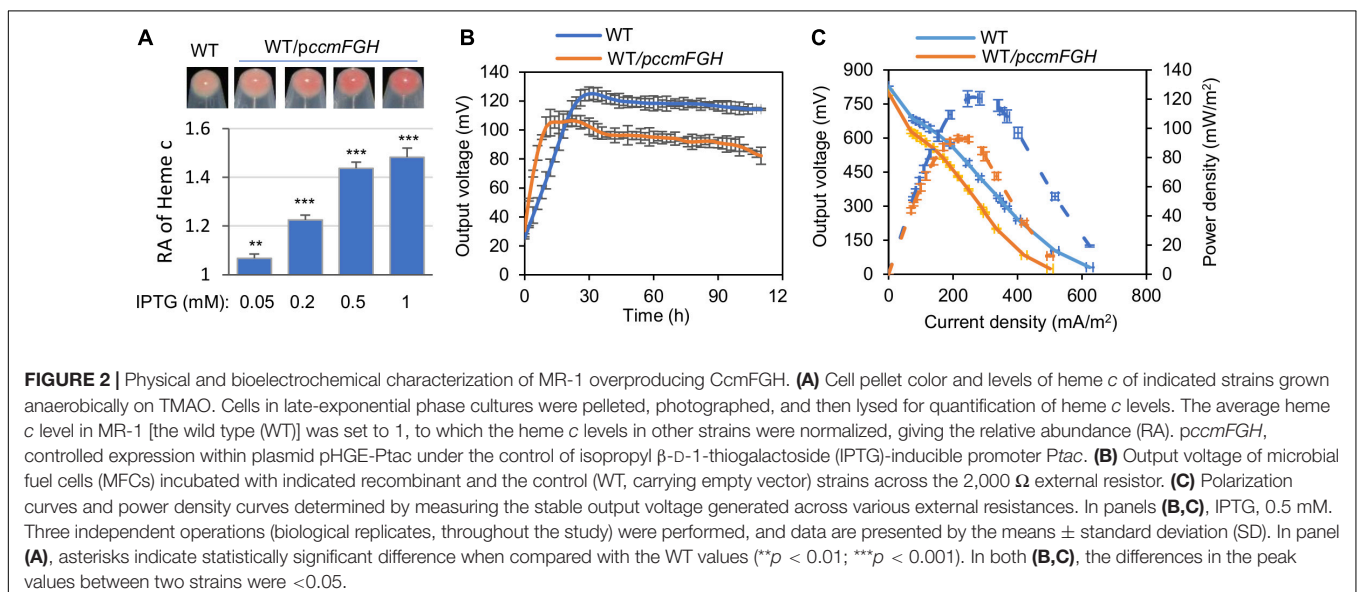 A
WT WT/pccmFGH
RA of Heme c
1.6
1.4
1.2
1
**
***
***
***
IPTG (mM): 0.05 0.2 0.5 1
B
WT
WT/pccmFGH
Output voltage (mV)
140
120
100
80
60
40
20
0
0 30 60 90 12
Time (h)
C
WT
WT/pccmFGH
Output voltage (mV)
900
750
600
450
300
150
0
140
120
100
80
60
40
20
0
Power density (mW/m²)
0 200 400 600 800
Current density (mA/m²)
FIGURE 2 | Physical and bioelectrochemical characterization of MR-1 overproducing CcmFGH. (A) Cell pellet color and levels of heme c of indicated strains grown
anaerobically on TMAO. Cells in late-exponential phase cultures were pelleted, photographed, and then lysed for quantification of heme c levels. The average heme
c level in MR-1 [the wild type (WT)] was set to 1, to which the heme c levels in other strains were normalized, giving the relative abundance (RA). pccmFGH,
controlled expression within plasmid pHGE-Ptac under the control of isopropyl β-D-1-thiogalactoside (IPTG)-inducible promoter Ptac. (B) Output voltage of microbial
fuel cells (MFCs) incubated with indicated recombinant and the control (WT, carrying empty vector) strains across the 2,000 Ω external resistor. (C) Polarization
curves and power density curves determined by measuring the stable output voltage generated across various external resistances. In panels (B,C), IPTG, 0.5 mM.
Three independent operations (biological replicates, throughout the study) were performed, and data are presented by the means ± standard deviation (SD). In panel
(A), asterisks indicate statistically significant difference when compared with the WT values (**p < 0.01; ***p < 0.001). In both (B,C), the differences in the peak
values between two strains were <0.05.